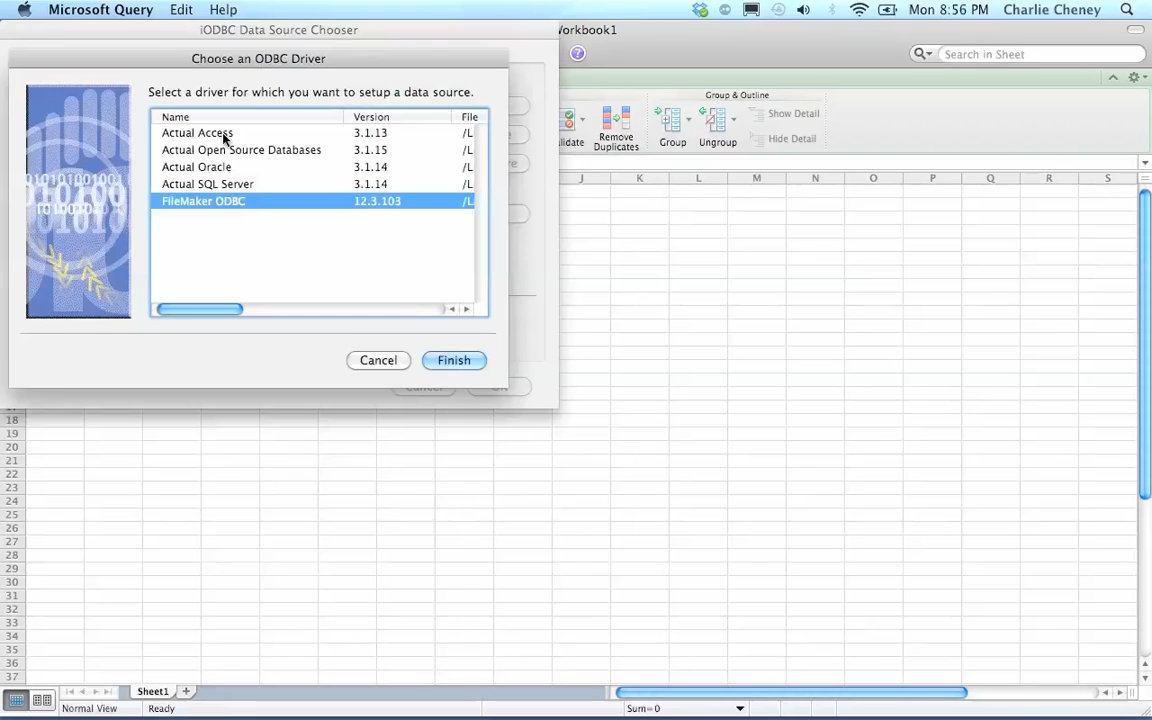 Microsoft Query Edit Help Mon 8:56 PM Charlie Cheney
iODBC Data Source Chooser
Workbook1
Choose an ODBC Driver
Search in Sheet
Select a driver for which you want to setup a data source.
Name Version File
Actual Access 3.1.13 /L
Actual Open Source Databases 3.1.15 /L
Actual Oracle 3.1.14 /L
Actual SQL Server 3.1.14 /L
FileMaker ODBC 12.3.103 /L
Cancel Finish
Group & Outline
Remove Duplicates
Group
Ungroup
Show Detail
Hide Detail
J K L M N O P Q R S
18
19
20
21
22
23
24
25
26
27
28
29
30
31
32
33
34
35
36
37
Sheet1
Normal View Ready Sum=0